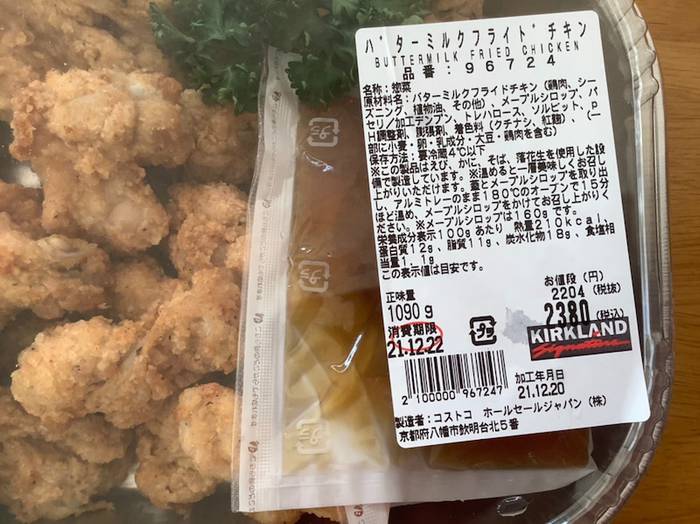 バターミルクフライドチキン
BUTTERMILK FRIED CHICKEN
品番:96724
名称:惣菜
原材料名:バターミルクフライドチキン(鶏肉、シー
ズニング、植物油、その他)、メープルシロップ、パ
セリ/加工デンプン、トレハロース、ソルビット、p
H調整剤、膨張剤、着色料(クチナシ、紅麹)、(一
部に小麦・卵・乳成分・大豆・鶏肉を含む)
保存方法:要冷蔵4℃以下
※この製品はえび、かに、そば、落花生を使用した設
備で製造しています。※温めると一層美味しくお召し
上がりいただけます。蓋とメープルシロップを取り出
し、アルミトレーのまま180℃のオーブンで15分
ほど温め、メープルシロップをかけてお召し上がりく
ださい。※メープルシロップは160gです。
栄養成分表示100gあたり 熱量210kcal、
蛋白質12g、脂質11g、炭水化物18g、食塩相
当量1.1g
この表示値は目安です。
正味量
1090g
お値段(円)
2204(税抜)
2380(税込)
消費期限
21.12.22
プラ
KIRKLAND
Signature
2 100000 967247
加工年月日
21.12.20
製造者:コストコ ホールセールジャパン(株)
京都府八幡市欽明台北5番